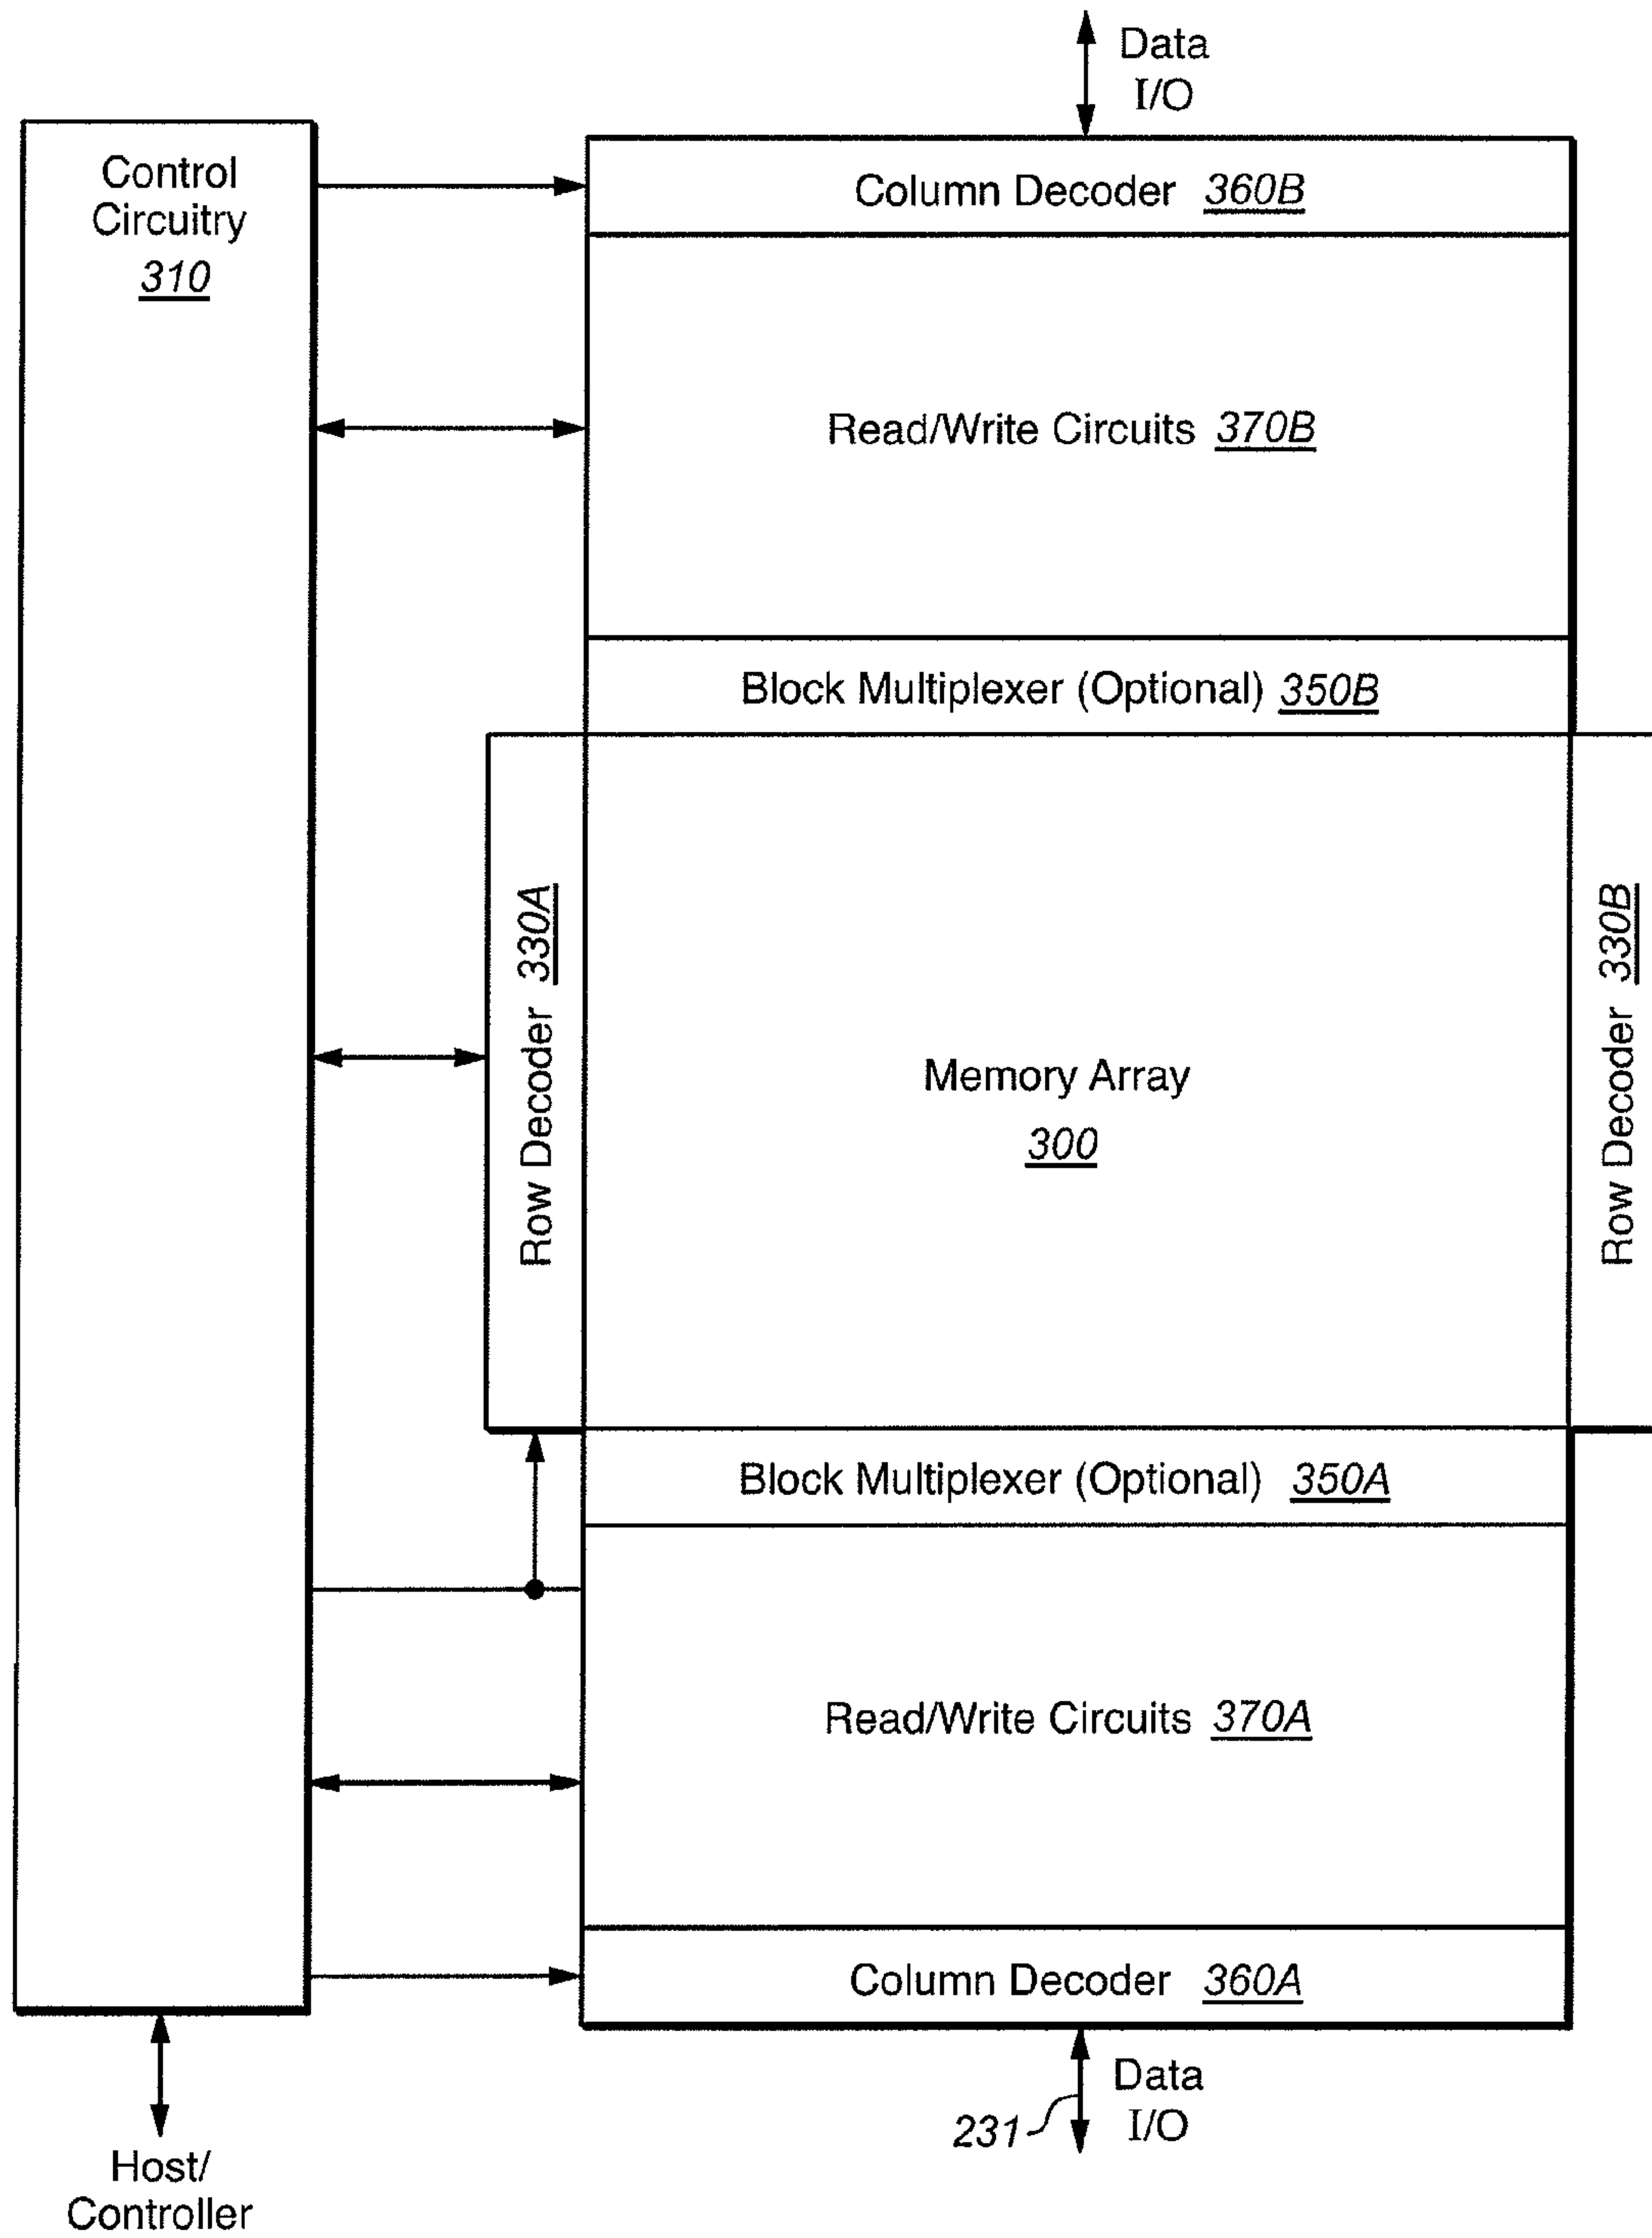 Data
I/O
Control
Circuitry
310
Column Decoder 360B
Read/Write Circuits 370B
Block Multiplexer (Optional) 350B
Row Decoder 330A
Memory Array
300
Row Decoder 330B
Block Multiplexer (Optional) 350A
Read/Write Circuits 370A
Column Decoder 360A
231
Data
I/O
Host/
Controller